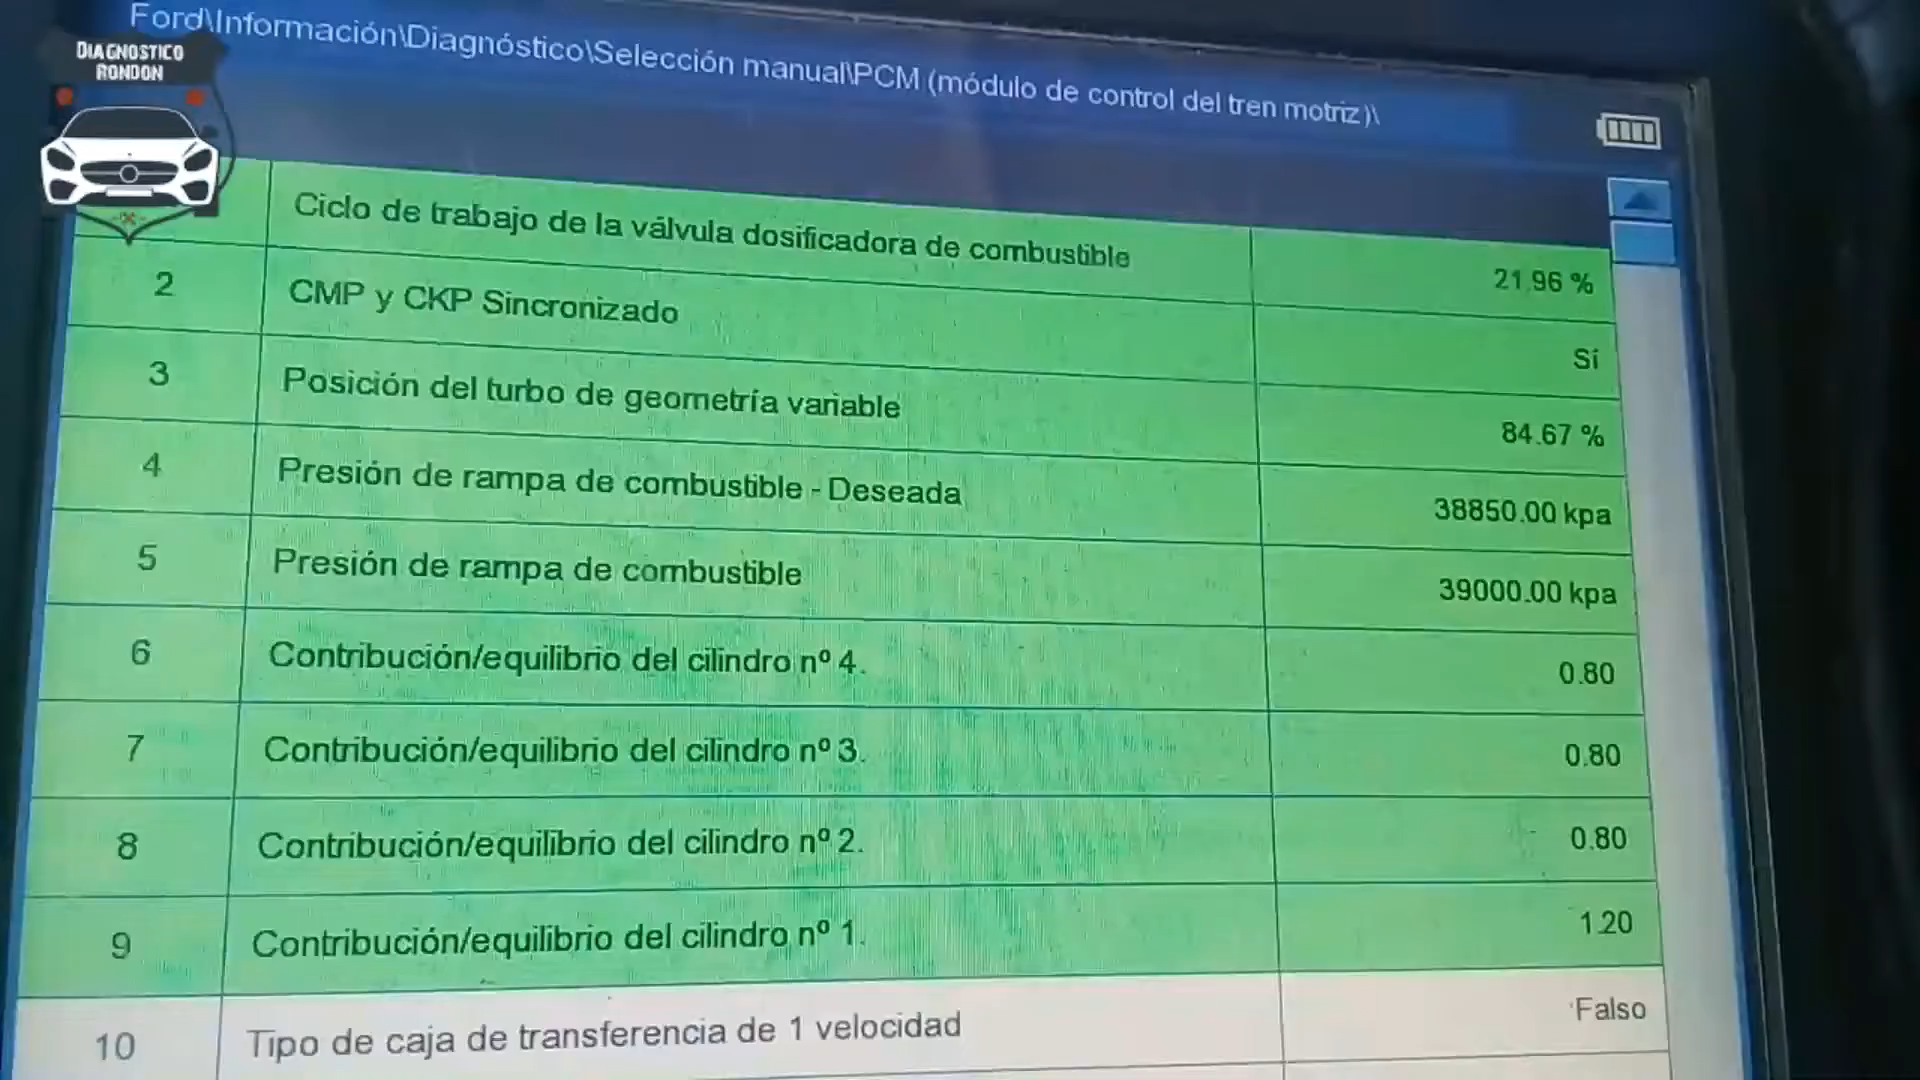 Ford\Información\Diagnóstico\Selección manual\PCM (módulo de control del tren motriz)\
DIAGNOSTICO
RONDON
Ciclo de trabajo de la válvula dosificadora de combustible 21.96 %
2 CMP y CKP Sincronizado Sí
3 Posición del turbo de geometría variable 84.67 %
4 Presión de rampa de combustible - Deseada 38850.00 kpa
5 Presión de rampa de combustible 39000.00 kpa
6 Contribución/equilibrio del cilindro nº 4. 0.80
7 Contribución/equilibrio del cilindro nº 3. 0.80
8 Contribución/equilibrio del cilindro nº 2. 0.80
9 Contribución/equilibrio del cilindro nº 1. 1.20
10 Tipo de caja de transferencia de 1 velocidad Falso